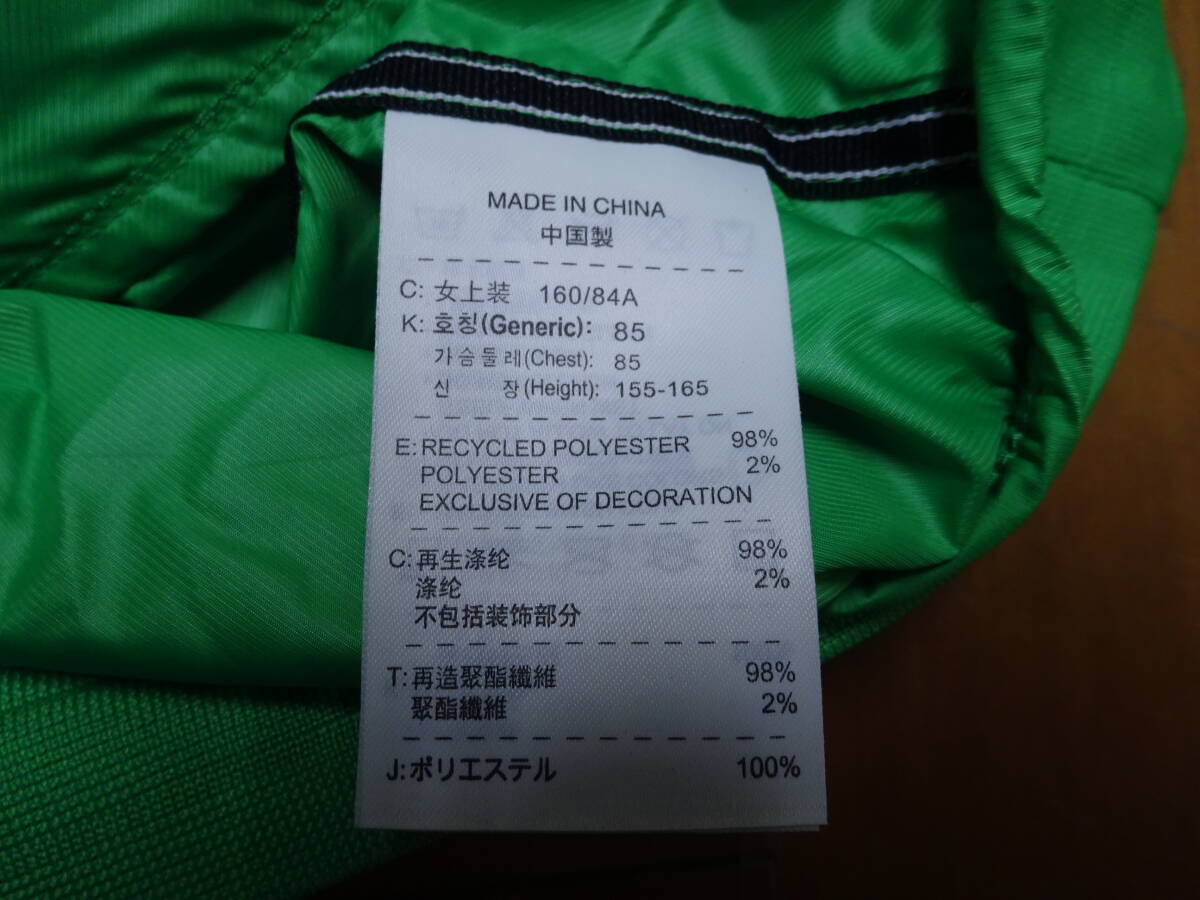 MADE IN CHINA
中国製
C: 女上装 160/84A
K: 호칭(Generic): 85
가슴둘레(Chest): 85
신 장(Height): 155-165
E: RECYCLED POLYESTER 98%
POLYESTER 2%
EXCLUSIVE OF DECORATION
C: 再生涤纶 98%
涤纶 2%
不包括装饰部分
T: 再造聚酯纖維 98%
聚酯纖維 2%
J: ポリエステル 100%